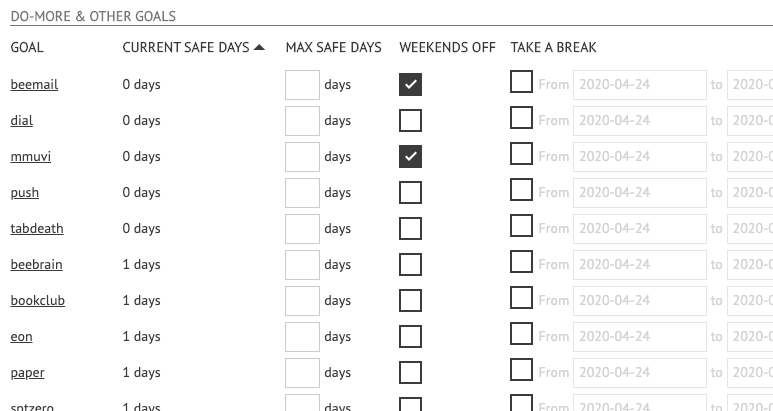 DO-MORE & OTHER GOALS
GOAL CURRENT SAFE DAYS MAX SAFE DAYS WEEKENDS OFF TAKE A BREAK
beemail 0 days days From 2020-04-24 to 2020-0
dial 0 days days From 2020-04-24 to 2020-0
mmuvi 0 days days From 2020-04-24 to 2020-0
push 0 days days From 2020-04-24 to 2020-0
tabdeath 0 days days From 2020-04-24 to 2020-0
beebrain 1 days days From 2020-04-24 to 2020-0
bookclub 1 days days From 2020-04-24 to 2020-0
eon 1 days days From 2020-04-24 to 2020-0
paper 1 days days From 2020-04-24 to 2020-0
1 days days From 2020-04-24 to 2020-0